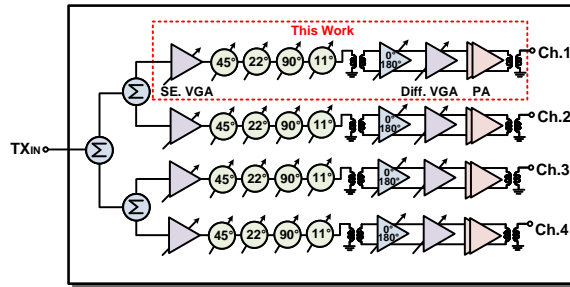 This Work
45° 22° 90° 11° 0° 180° Ch.1
SE. VGA Diff. VGA PA
Σ
45° 22° 90° 11° 0° 180° Ch.2
TXIN Σ
45° 22° 90° 11° 0° 180° Ch.3
Σ
45° 22° 90° 11° 0° 180° Ch.4